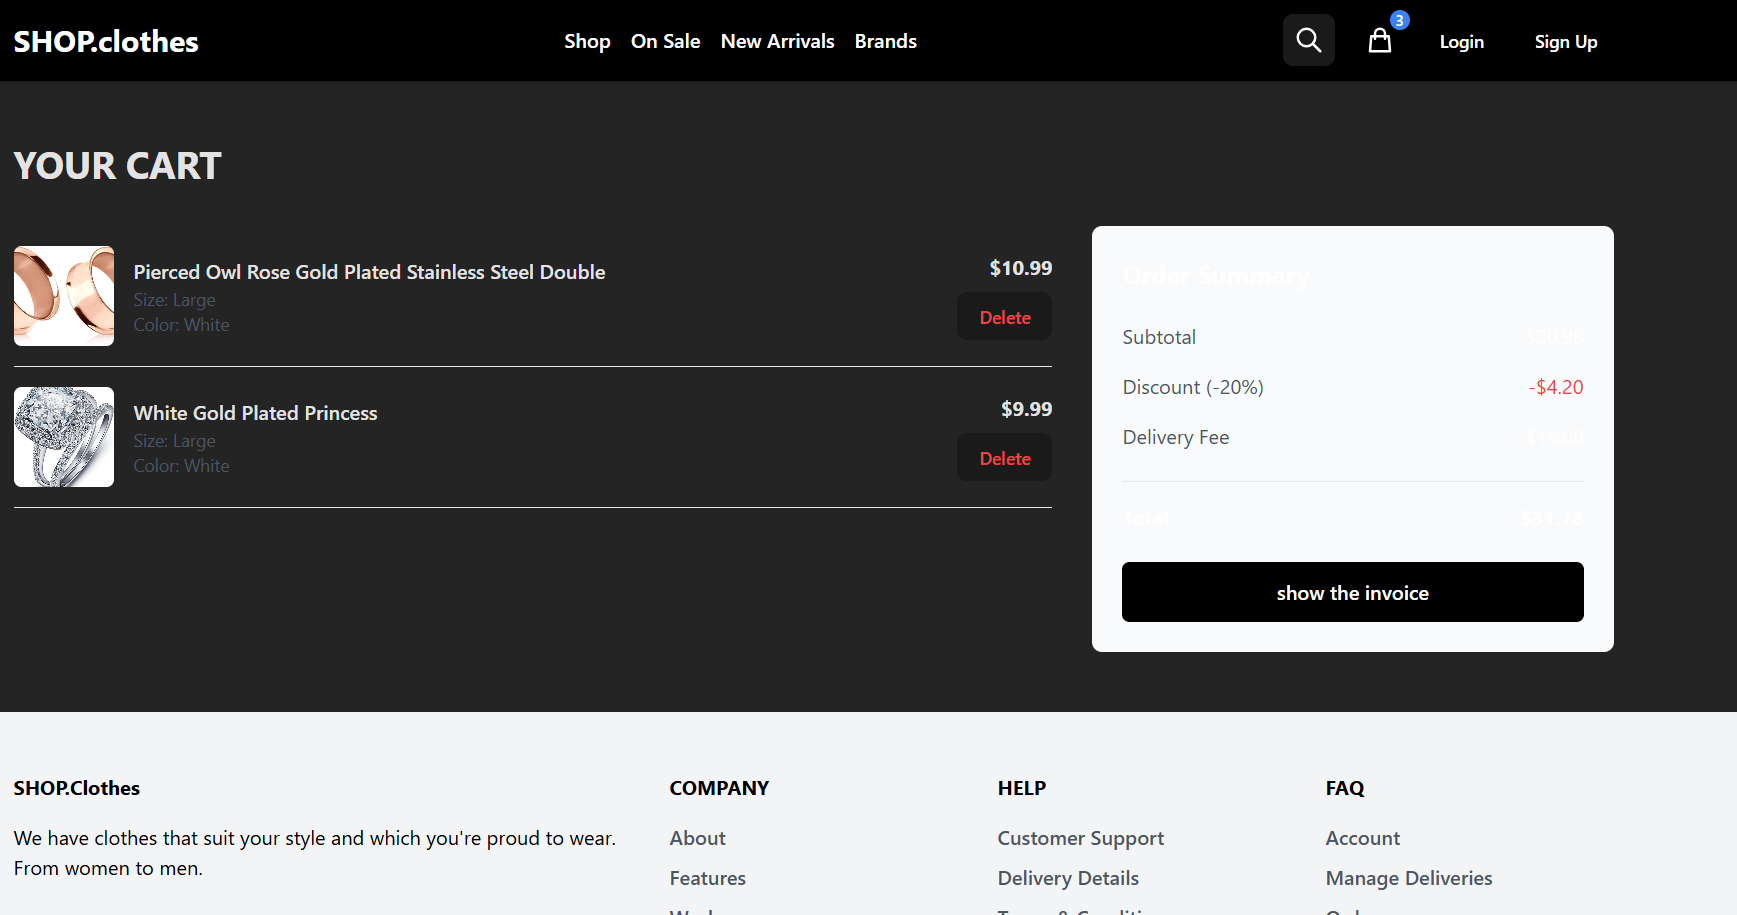 SHOP.clothes
Shop On Sale New Arrivals Brands
3
Login Sign Up
YOUR CART
Pierced Owl Rose Gold Plated Stainless Steel Double
Size: Large
Color: White
$10.99
Delete
White Gold Plated Princess
Size: Large
Color: White
$9.99
Delete
Order Summary
Subtotal $20.98
Discount (-20%) -$4.20
Delivery Fee $15.00
Total $31.78
show the invoice
SHOP.Clothes
We have clothes that suit your style and which you're proud to wear.
From women to men.
COMPANY
About
Features
HELP
Customer Support
Delivery Details
FAQ
Account
Manage Deliveries